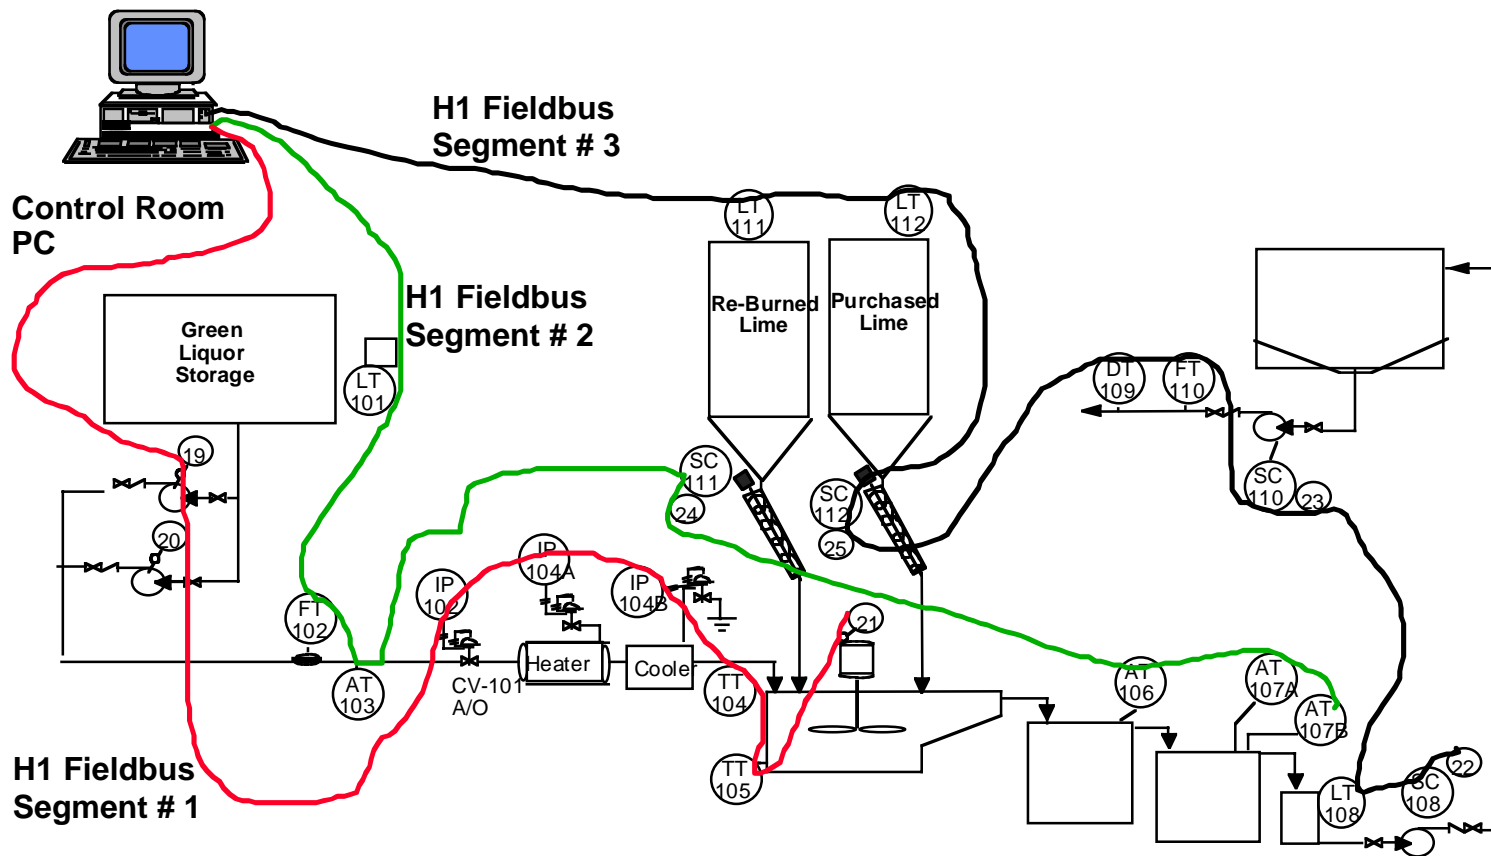 H1 Fieldbus
Segment # 3
Control Room
PC
LT
111
LT
112
H1 Fieldbus
Segment # 2
Green
Liquor
Storage
LT
101
Re-Burned
Lime
Purchased
Lime
DT
109
FT
110
19
20
SC
111
24
SC
112
25
SC
110
23
IP
102
IP
104A
IP
104B
FT
102
AT
103
CV-101
A/O
Heater
Cooler
TT
104
21
TT
105
AT
106
AT
107A
AT
107B
H1 Fieldbus
Segment # 1
LT
108
SC
108
22